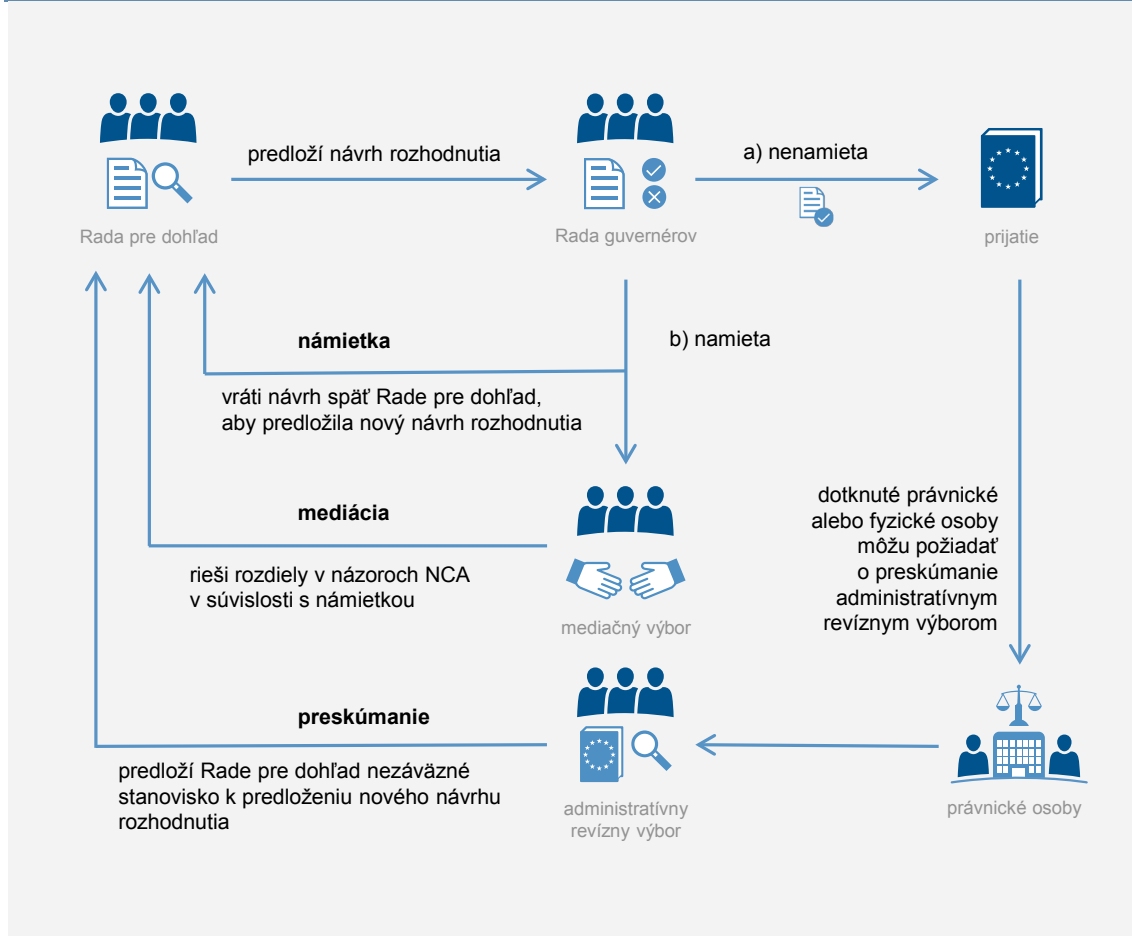 predloží návrh rozhodnutia
a) nenamieta
Rada pre dohľad
Rada guvernérov
prijatie
námietka
b) namieta
vráti návrh späť Rade pre dohľad,
aby predložila nový návrh rozhodnutia
mediácia
rieši rozdiely v názoroch NCA
v súvislosti s námietkou
mediačný výbor
dotknuté právnické
alebo fyzické osoby
môžu požiadať
o preskúmanie
administratívnym
revíznym výborom
preskúmanie
predloží Rade pre dohľad nezáväzné
stanovisko k predloženiu nového návrhu
rozhodnutia
administratívny
revízny výbor
právnické osoby